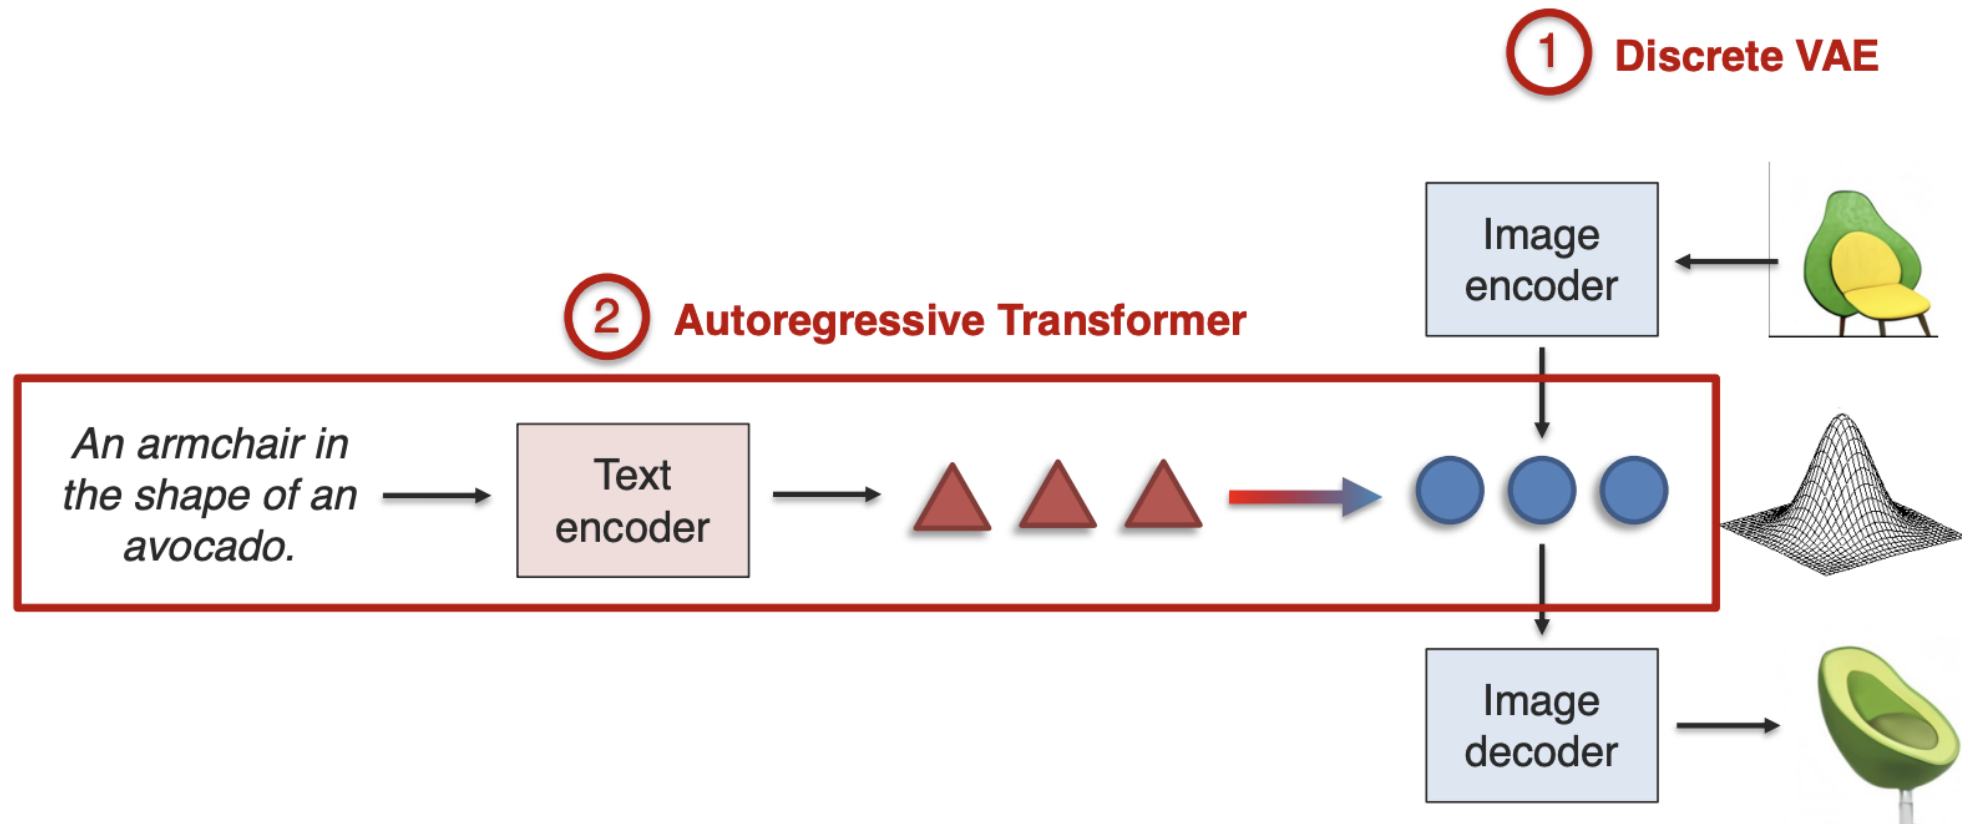 1 Discrete VAE
Image
encoder
2 Autoregressive Transformer
An armchair in
the shape of an
avocado.
Text
encoder
Image
decoder